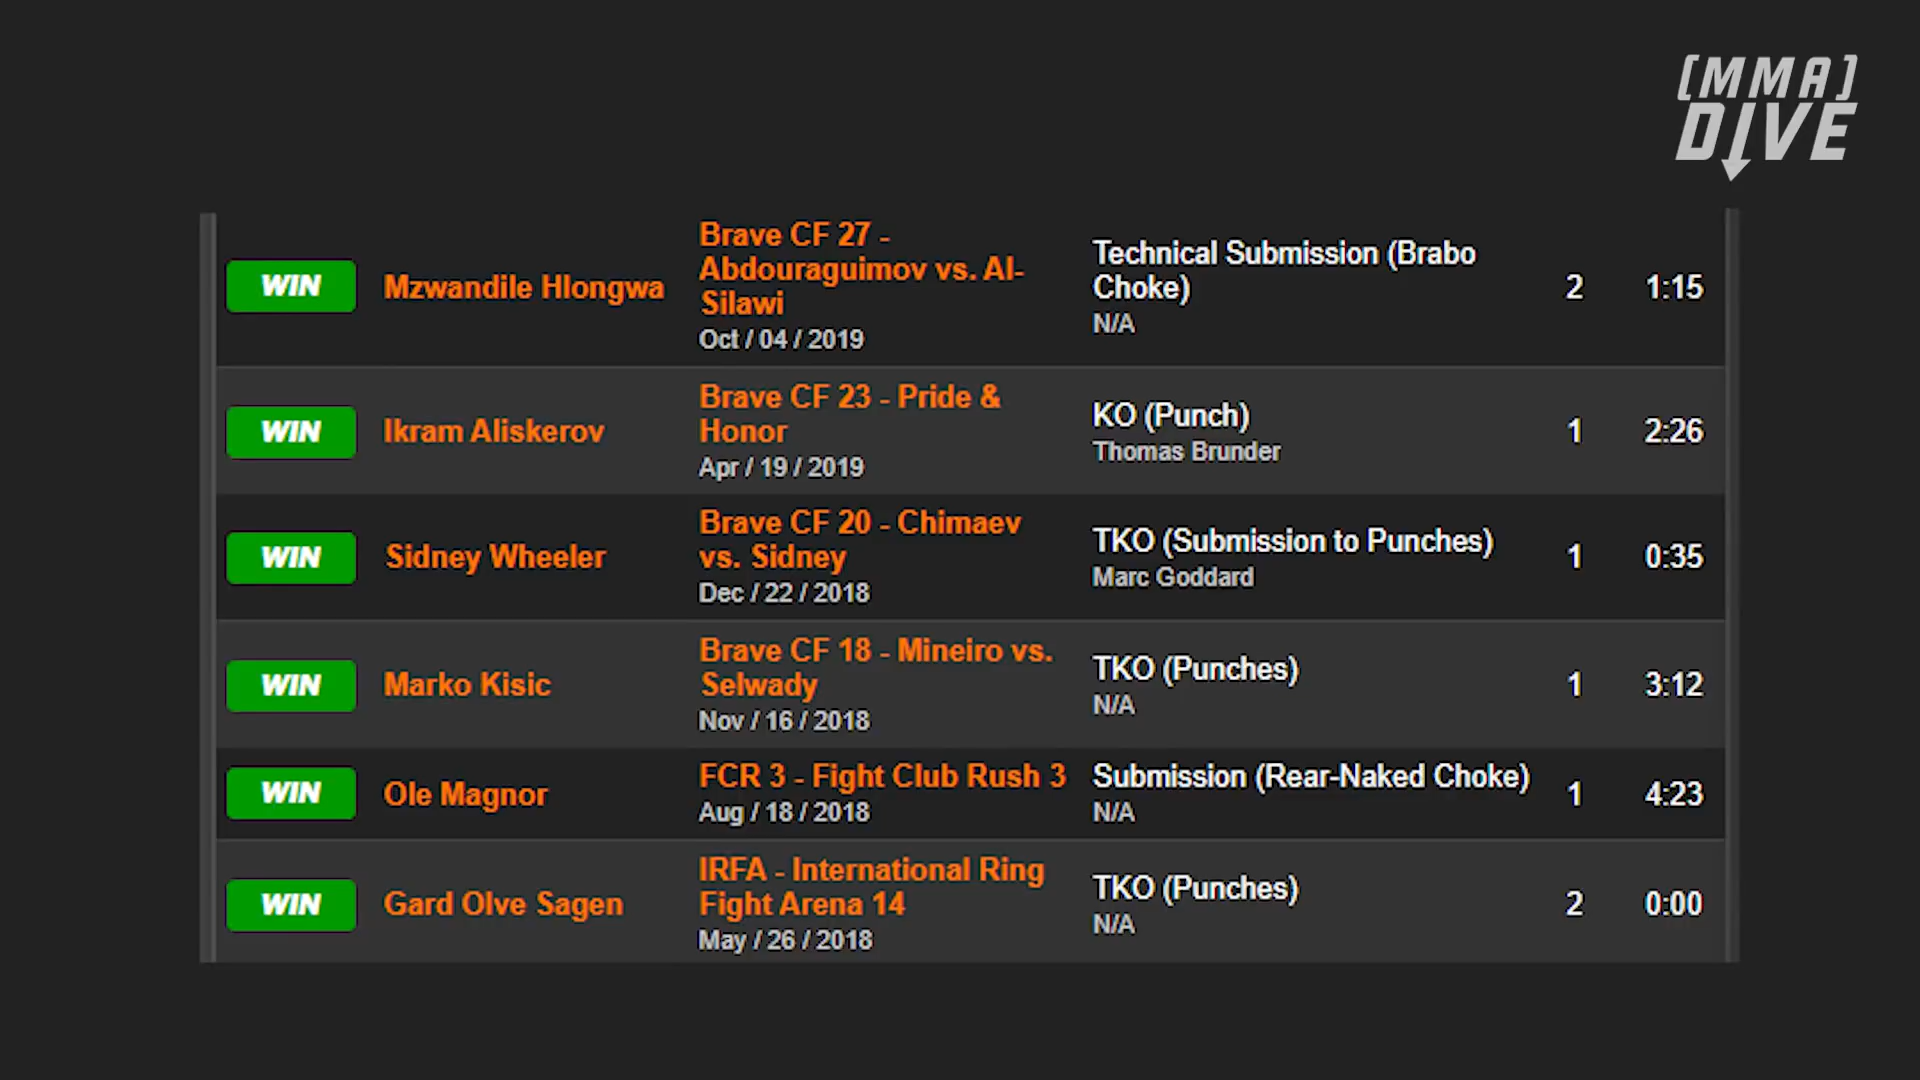 [MMA]
DIVE
WIN
Mzwandile Hlongwa
Brave CF 27 -
Abdouraguimov vs. Al-
Silawi
Oct / 04 / 2019
Technical Submission (Brabo
Choke)
N/A
2
1:15
WIN
Ikram Aliskerov
Brave CF 23 - Pride &
Honor
Apr / 19 / 2019
KO (Punch)
Thomas Brunder
1
2:26
WIN
Sidney Wheeler
Brave CF 20 - Chimaev
vs. Sidney
Dec / 22 / 2018
TKO (Submission to Punches)
Marc Goddard
1
0:35
WIN
Marko Kisic
Brave CF 18 - Mineiro vs.
Selwady
Nov / 16 / 2018
TKO (Punches)
N/A
1
3:12
WIN
Ole Magnor
FCR 3 - Fight Club Rush 3
Aug / 18 / 2018
Submission (Rear-Naked Choke)
N/A
1
4:23
WIN
Gard Olve Sagen
IRFA - International Ring
Fight Arena 14
May / 26 / 2018
TKO (Punches)
N/A
2
0:00